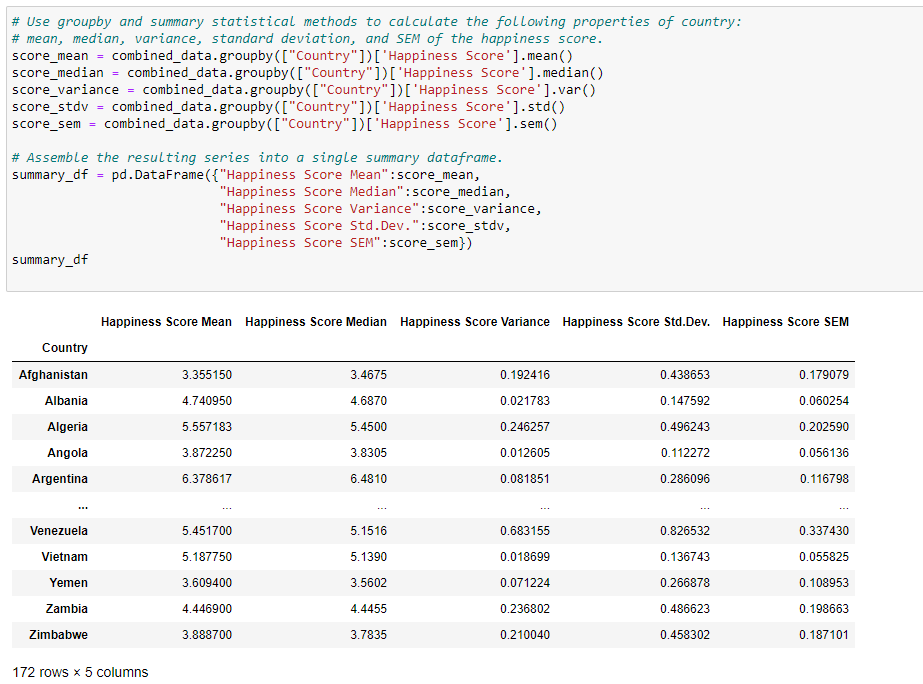 # Use groupby and summary statistical methods to calculate the following properties of country:
# mean, median, variance, standard deviation, and SEM of the happiness score.
score_mean = combined_data.groupby(["Country"])['Happiness Score'].mean()
score_median = combined_data.groupby(["Country"])['Happiness Score'].median()
score_variance = combined_data.groupby(["Country"])['Happiness Score'].var()
score_stdv = combined_data.groupby(["Country"])['Happiness Score'].std()
score_sem = combined_data.groupby(["Country"])['Happiness Score'].sem()
# Assemble the resulting series into a single summary dataframe.
summary_df = pd.DataFrame({"Happiness Score Mean":score_mean,
"Happiness Score Median":score_median,
"Happiness Score Variance":score_variance,
"Happiness Score Std.Dev.":score_stdv,
"Happiness Score SEM":score_sem})
summary_df
Happiness Score Mean Happiness Score Median Happiness Score Variance Happiness Score Std.Dev. Happiness Score SEM
Country
Afghanistan 3.355150 3.4675 0.192416 0.438653 0.179079
Albania 4.740950 4.6870 0.021783 0.147592 0.060254
Algeria 5.557183 5.4500 0.246257 0.496243 0.202590
Angola 3.872250 3.8305 0.012605 0.112272 0.056136
Argentina 6.378617 6.4810 0.081851 0.286096 0.116798
... ... ... ... ... ...
Venezuela 5.451700 5.1516 0.683155 0.826532 0.337430
Vietnam 5.187750 5.1390 0.018699 0.136743 0.055825
Yemen 3.609400 3.5602 0.071224 0.266878 0.108953
Zambia 4.446900 4.4455 0.236802 0.486623 0.198663
Zimbabwe 3.888700 3.7835 0.210040 0.458302 0.187101
172 rows × 5 columns